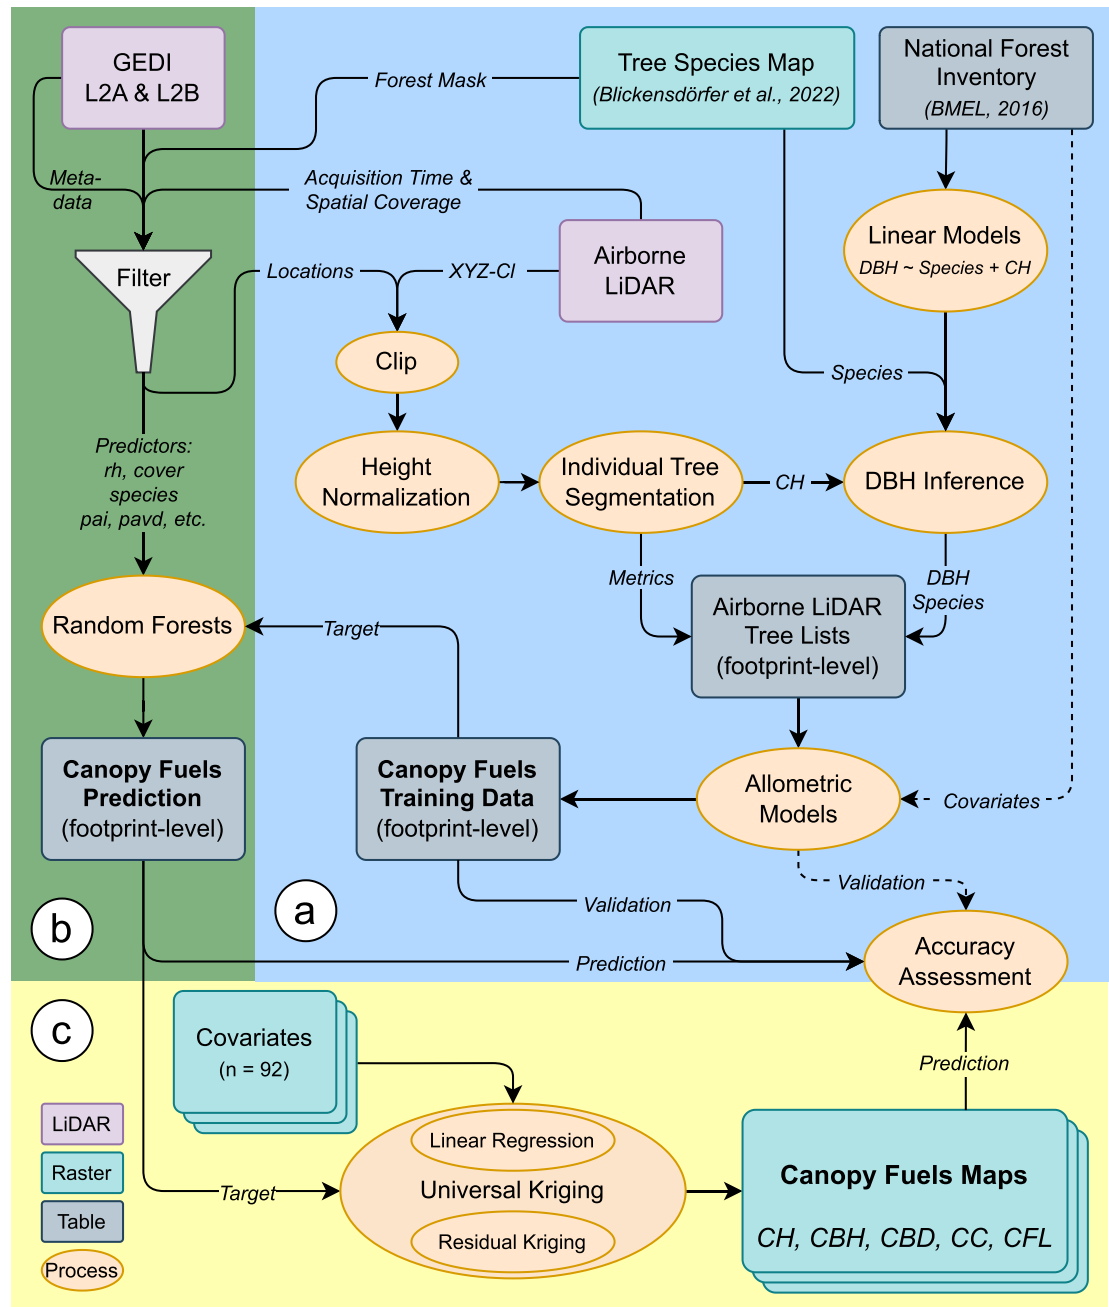 GEDI
L2A & L2B
Tree Species Map
(Blickensdörfer et al., 2022)
National Forest
Inventory
(BMEL, 2016)
Forest Mask
Meta-
data
Acquisition Time &
Spatial Coverage
Linear Models
DBH ~ Species + CH
Filter
Locations
XYZ-Cl
Airborne
LiDAR
Clip
Species
Predictors:
rh, cover
species
pai, pavd, etc.
Height
Normalization
Individual Tree
Segmentation
CH
DBH Inference
Metrics
DBH
Species
Airborne LiDAR
Tree Lists
(footprint-level)
Random Forests
Target
Canopy Fuels
Prediction
(footprint-level)
Canopy Fuels
Training Data
(footprint-level)
Allometric
Models
Covariates
Validation
b
a
Validation
Prediction
Accuracy
Assessment
c
Covariates
(n = 92)
Prediction
LiDAR
Raster
Table
Process
Target
Linear Regression
Universal Kriging
Residual Kriging
Canopy Fuels Maps
CH, CBH, CBD, CC, CFL